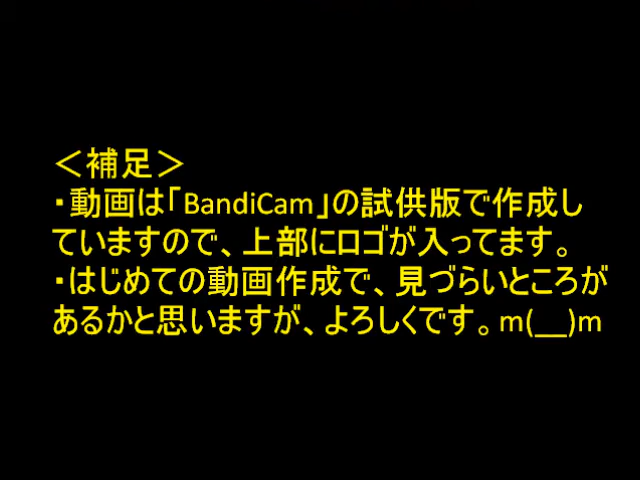 ＜補足＞
・動画は「BandiCam」の試供版で作成し
ていますので、上部にロゴが入ってます。
・はじめての動画作成で、見づらいところが
あるかと思いますが、よろしくです。m(__)m